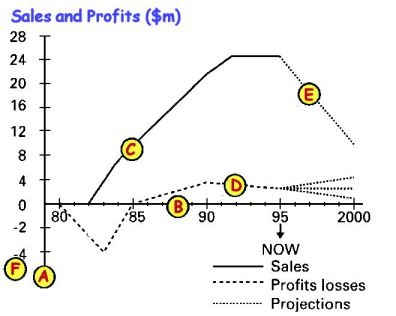 Sales and Profits ($m)
28
24
20
16
12
8
4
0
-4
80 '85 90 95 2000
A
B
C
D
E
F
NOW
Sales
Profits losses
Projections